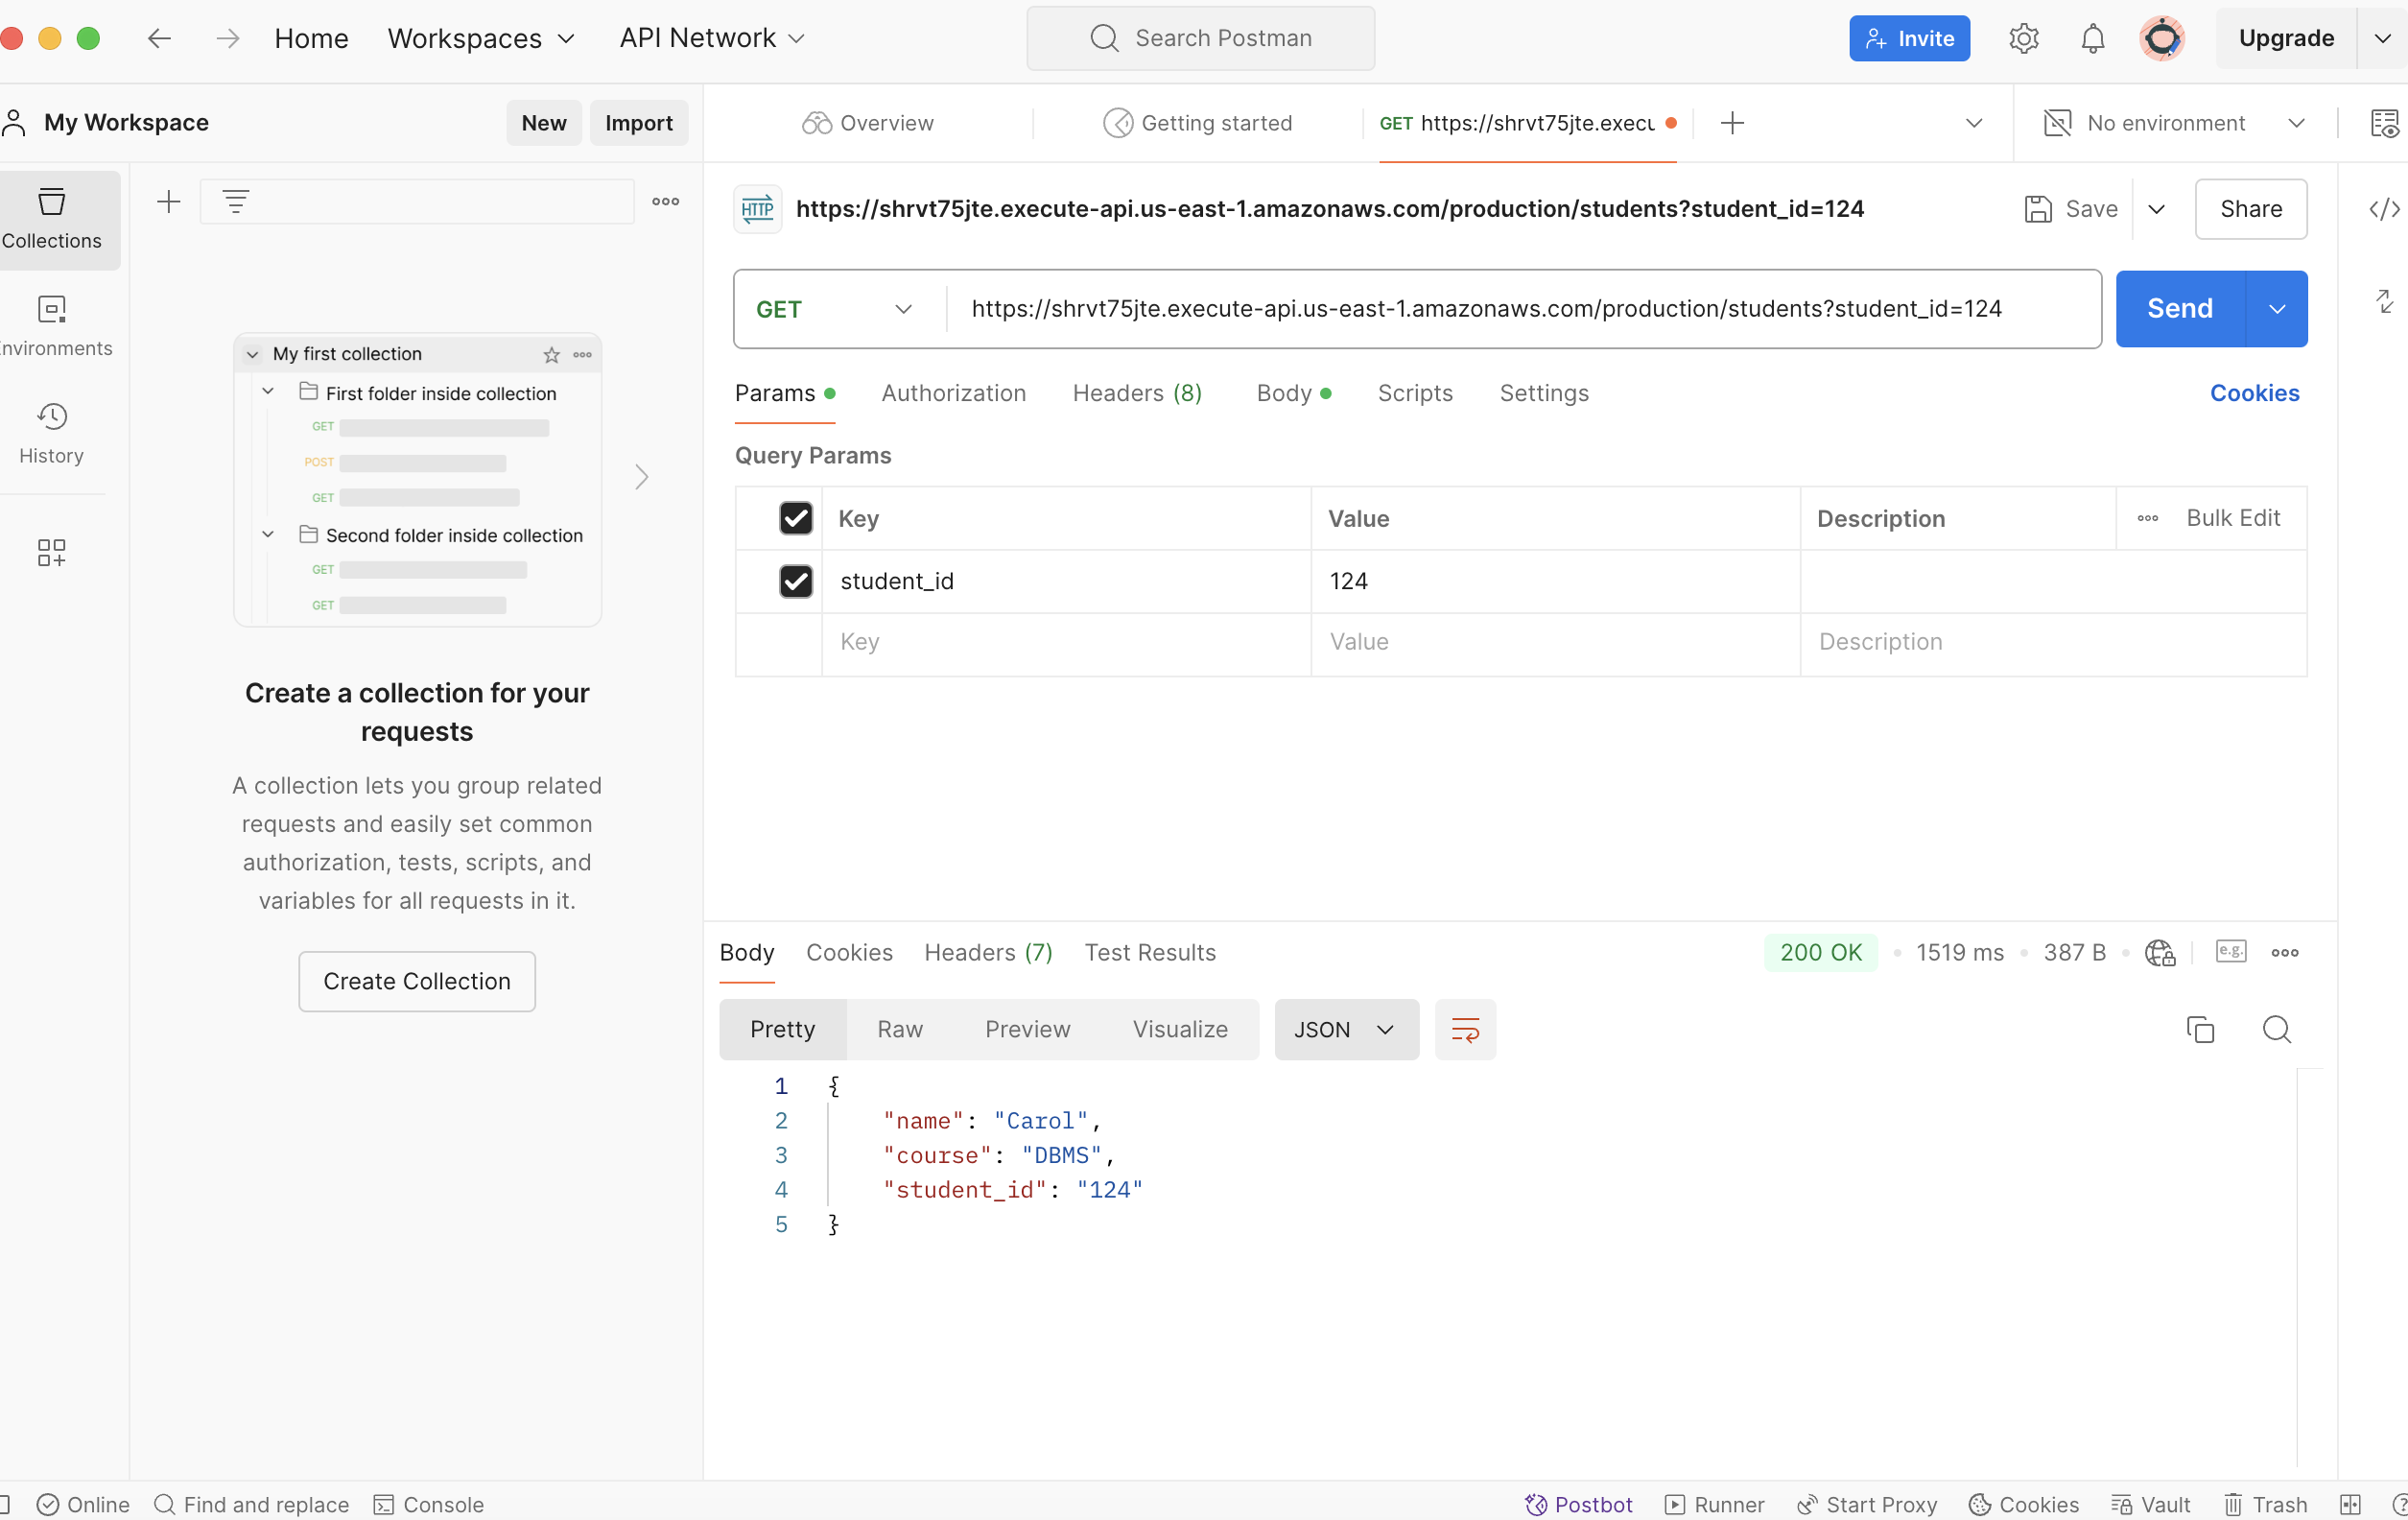 Home Workspaces API Network Search Postman Invite Upgrade
My Workspace New Import Overview Getting started GET https://shrvt75jte.execu No environment
Collections
nvironments
History
My first collection
First folder inside collection
GET
POST
GET
Second folder inside collection
GET
GET
Create a collection for your
requests
A collection lets you group related
requests and easily set common
authorization, tests, scripts, and
variables for all requests in it.
Create Collection
HTTP https://shrvt75jte.execute-api.us-east-1.amazonaws.com/production/students?student_id=124 Save Share
GET https://shrvt75jte.execute-api.us-east-1.amazonaws.com/production/students?student_id=124 Send
Params Authorization Headers (8) Body Scripts Settings Cookies
Query Params
Key Value Description Bulk Edit
student_id 124
Key Value Description
Body Cookies Headers (7) Test Results 200 OK 1519 ms 387 B e.g.
Pretty Raw Preview Visualize JSON
1 {
2 "name": "Carol",
3 "course": "DBMS",
4 "student_id": "124"
5 }
Online Find and replace Console Postbot Runner Start Proxy Cookies Vault Trash